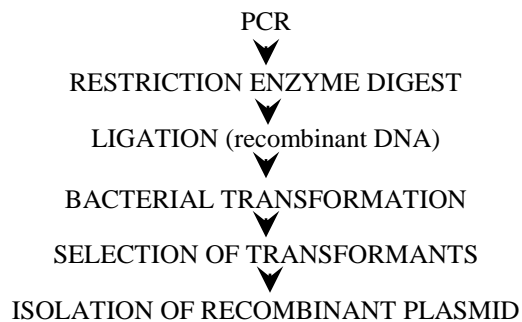 PCR
RESTRICTION ENZYME DIGEST
LIGATION (recombinant DNA)
BACTERIAL TRANSFORMATION
SELECTION OF TRANSFORMANTS
ISOLATION OF RECOMBINANT PLASMID